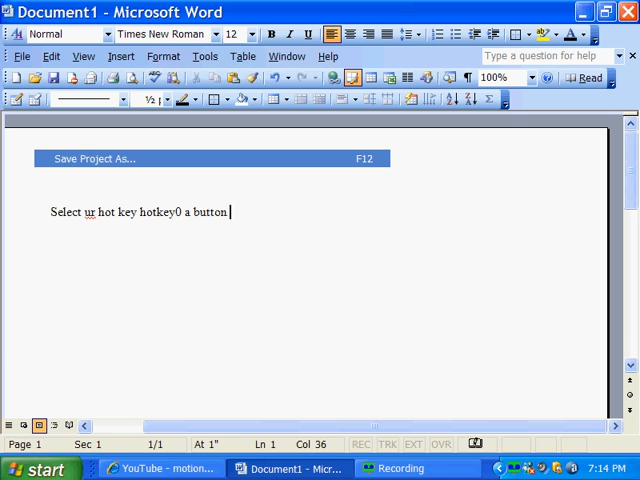 Document1 - Microsoft Word
Normal Times New Roman 12 B I U
File Edit View Insert Format Tools Table Window Help Type a question for help
100% Read
½
Save Project As... F12
Select ur hot key hotkey0 a button
Page 1 Sec 1 1/1 At 1" Ln 1 Col 36 REC TRK EXT OVR
start YouTube - motion... Document1 - Micr... Recording 7:14 PM